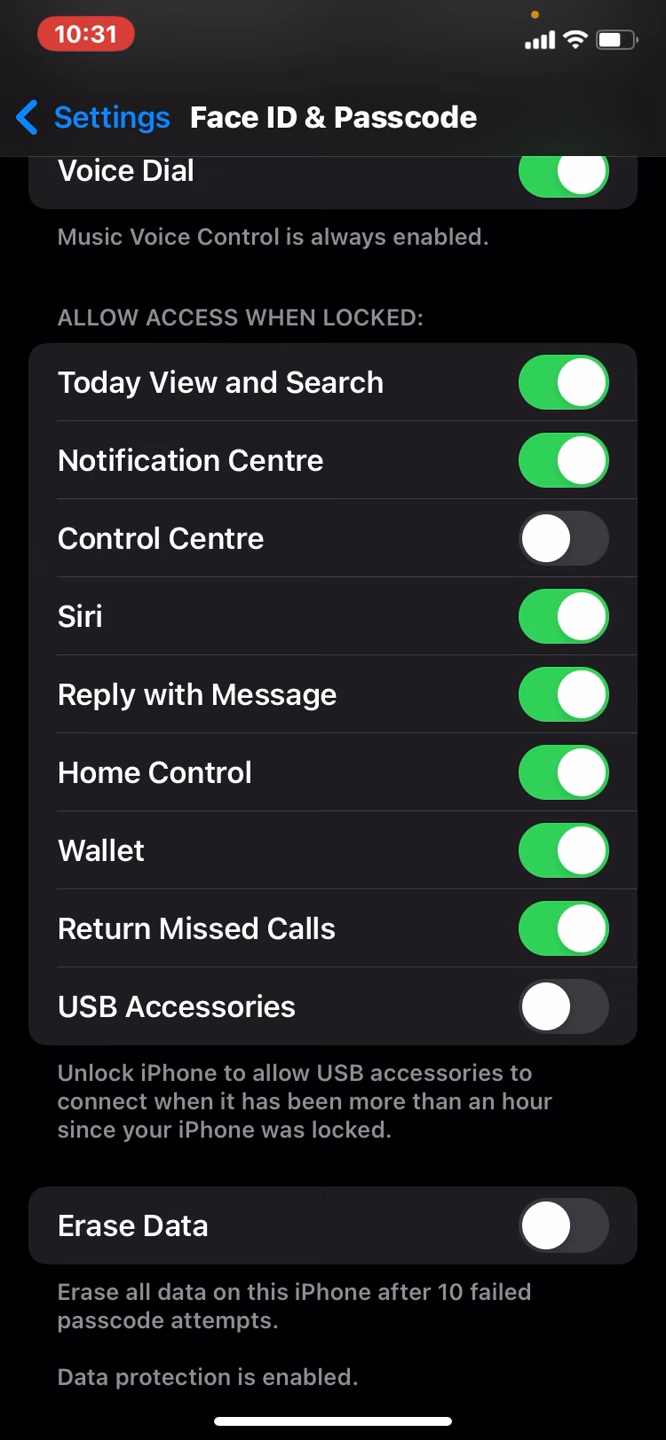 10:31
Settings Face ID & Passcode
Voice Dial
Music Voice Control is always enabled.
ALLOW ACCESS WHEN LOCKED:
Today View and Search
Notification Centre
Control Centre
Siri
Reply with Message
Home Control
Wallet
Return Missed Calls
USB Accessories
Unlock iPhone to allow USB accessories to
connect when it has been more than an hour
since your iPhone was locked.
Erase Data
Erase all data on this iPhone after 10 failed
passcode attempts.
Data protection is enabled.